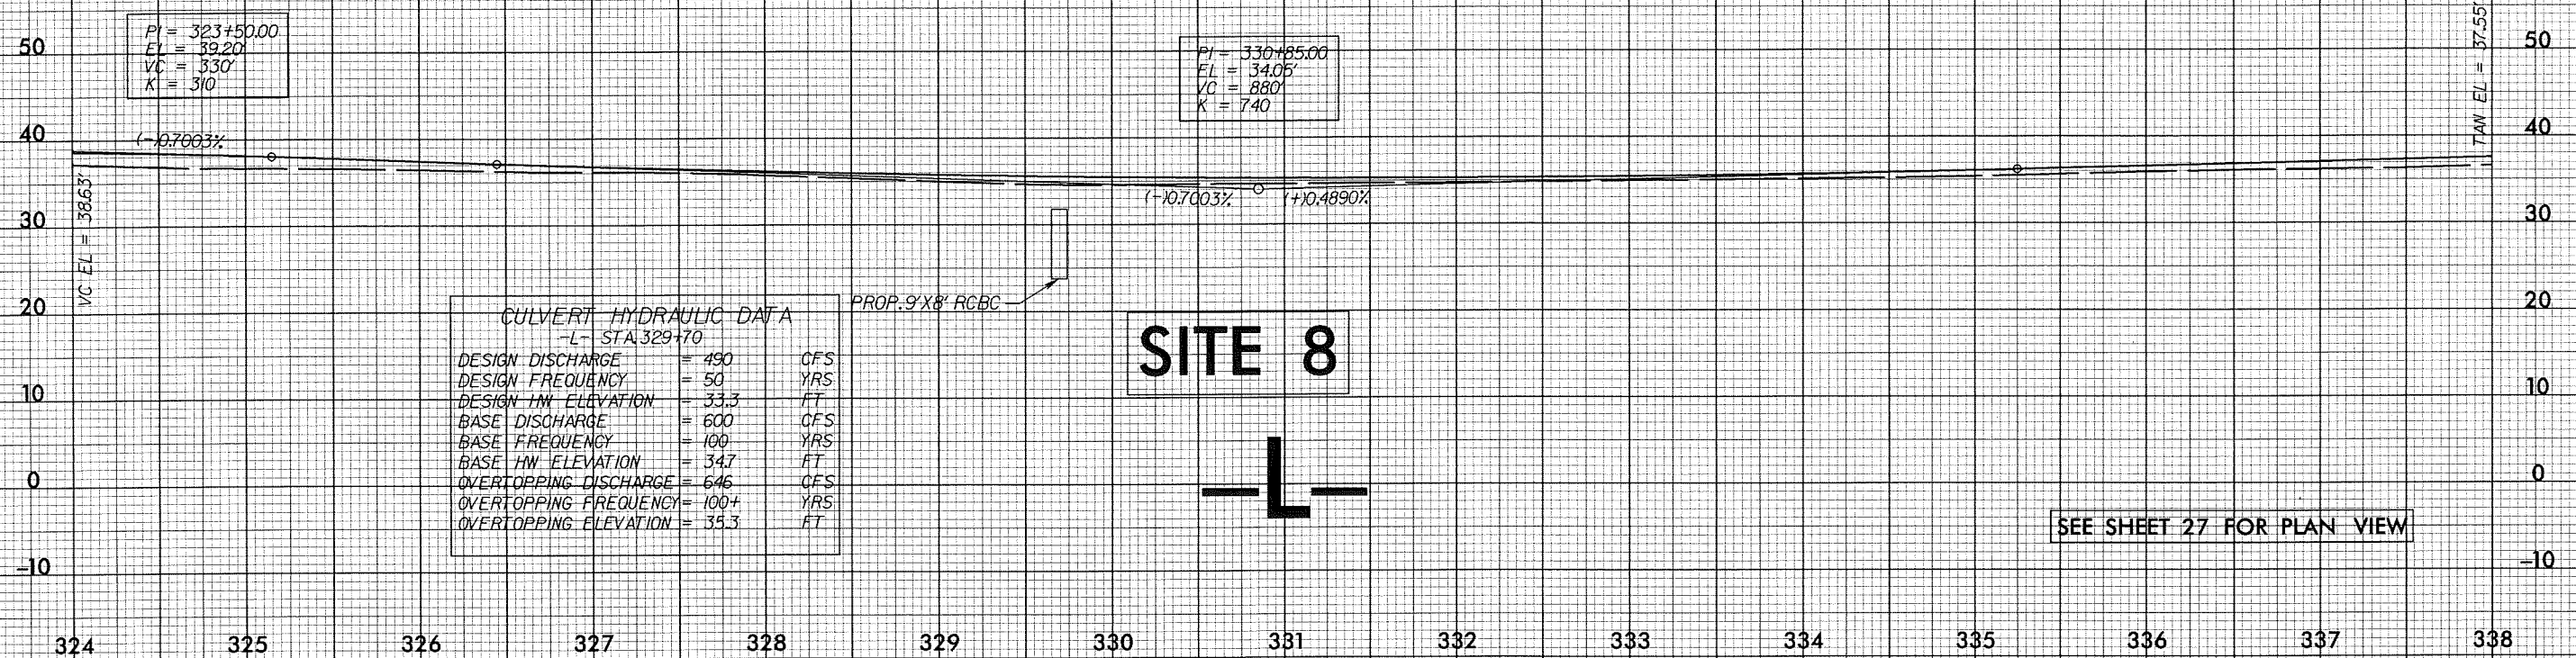 PI = 323+50.00
EL = 39.20'
VC = 330'
K = 310
PI = 330+85.00
EL = 34.05'
VC = 880'
K = 740
TAN EL = 37.55'
50
50
40
40
30
30
20
20
10
10
0
0
-10
-10
(-)0.7003%
VC EL = 38.63'
(-)0.7003%
(+)0.4890%
PROP. 9'X8' RCBC
CULVERT HYDRAULIC DATA
-L- STA. 329+70
DESIGN DISCHARGE = 490 CFS
DESIGN FREQUENCY = 50 YRS
DESIGN HW ELEVATION = 33.3 FT
BASE DISCHARGE = 600 CFS
BASE FREQUENCY = 100 YRS
BASE HW ELEVATION = 34.7 FT
OVERTOPPING DISCHARGE = 646 CFS
OVERTOPPING FREQUENCY = 100+ YRS
OVERTOPPING ELEVATION = 35.3 FT
SITE 8
-L-
SEE SHEET 27 FOR PLAN VIEW
324 325 326 327 328 329 330 331 332 333 334 335 336 337 338